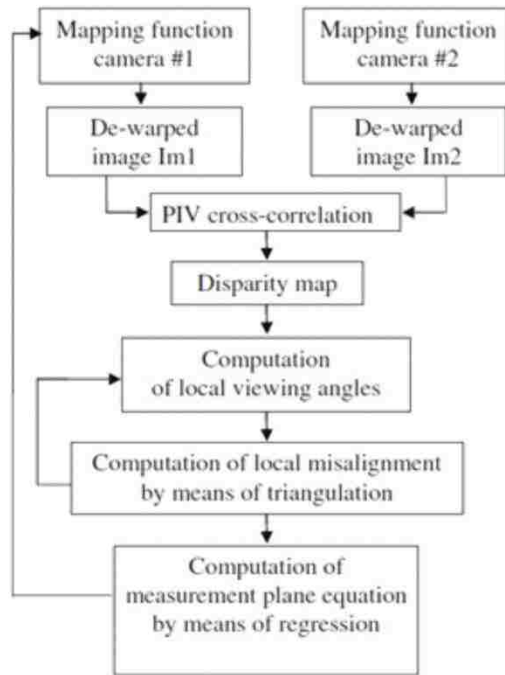 Mapping function
camera #1
Mapping function
camera #2
De-warped
image Im1
De-warped
image Im2
PIV cross-correlation
Disparity map
Computation
of local viewing angles
Computation of local misalignment
by means of triangulation
Computation of
measurement plane equation
by means of regression